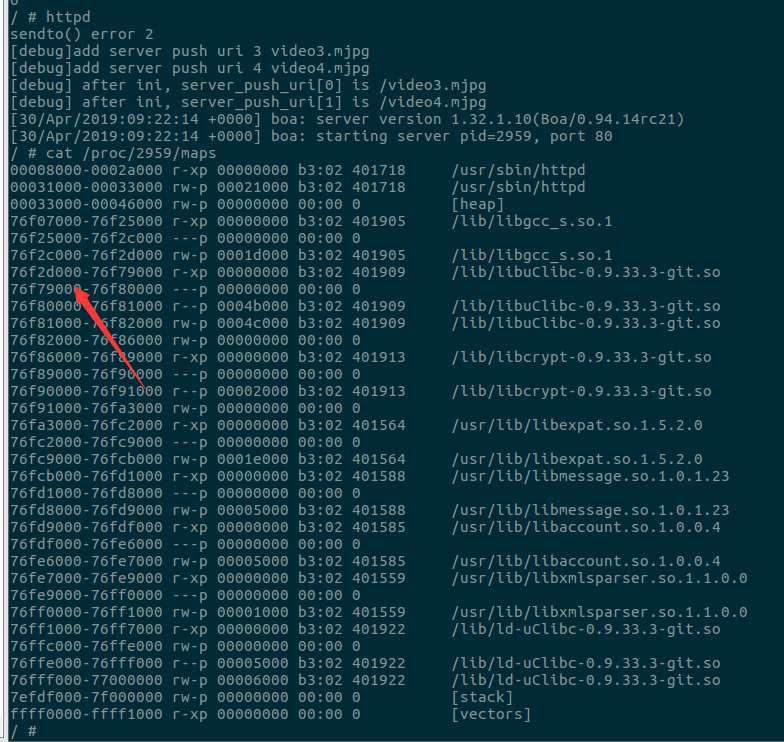 / # httpd
sendto() error 2
[debug]add server push uri 3 video3.mjpg
[debug]add server push uri 4 video4.mjpg
[debug] after ini, server_push_uri[0] is /video3.mjpg
[debug] after ini, server_push_uri[1] is /video4.mjpg
[30/Apr/2019:09:22:14 +0000] boa: server version 1.32.1.10(Boa/0.94.14rc21)
[30/Apr/2019:09:22:14 +0000] boa: starting server pid=2959, port 80
/ # cat /proc/2959/maps
00008000-0002a000 r-xp 00000000 b3:02 401718     /usr/sbin/httpd
00031000-00033000 rw-p 00021000 b3:02 401718     /usr/sbin/httpd
00033000-00046000 rw-p 00000000 00:00 0          [heap]
76f07000-76f25000 r-xp 00000000 b3:02 401905     /lib/libgcc_s.so.1
76f25000-76f2c000 ---p 00000000 00:00 0
76f2c000-76f2d000 rw-p 0001d000 b3:02 401905     /lib/libgcc_s.so.1
76f2d000-76f79000 r-xp 00000000 b3:02 401909     /lib/libuClibc-0.9.33.3-git.so
76f79000-76f80000 ---p 00000000 00:00 0
76f80000-76f81000 r--p 0004b000 b3:02 401909     /lib/libuClibc-0.9.33.3-git.so
76f81000-76f82000 rw-p 0004c000 b3:02 401909     /lib/libuClibc-0.9.33.3-git.so
76f82000-76f86000 rw-p 00000000 00:00 0
76f86000-76f89000 r-xp 00000000 b3:02 401913     /lib/libcrypt-0.9.33.3-git.so
76f89000-76f90000 ---p 00000000 00:00 0
76f90000-76f91000 r--p 00002000 b3:02 401913     /lib/libcrypt-0.9.33.3-git.so
76f91000-76fa3000 rw-p 00000000 00:00 0
76fa3000-76fc2000 r-xp 00000000 b3:02 401564     /usr/lib/libexpat.so.1.5.2.0
76fc2000-76fc9000 ---p 00000000 00:00 0
76fc9000-76fcb000 rw-p 0001e000 b3:02 401564     /usr/lib/libexpat.so.1.5.2.0
76fcb000-76fd1000 r-xp 00000000 b3:02 401588     /usr/lib/libmessage.so.1.0.1.23
76fd1000-76fd8000 ---p 00000000 00:00 0
76fd8000-76fd9000 rw-p 00005000 b3:02 401588     /usr/lib/libmessage.so.1.0.1.23
76fd9000-76fdf000 r-xp 00000000 b3:02 401585     /usr/lib/libaccount.so.1.0.0.4
76fdf000-76fe6000 ---p 00000000 00:00 0
76fe6000-76fe7000 rw-p 00005000 b3:02 401585     /usr/lib/libaccount.so.1.0.0.4
76fe7000-76fe9000 r-xp 00000000 b3:02 401559     /usr/lib/libxmlsparser.so.1.1.0.0
76fe9000-76ff0000 ---p 00000000 00:00 0
76ff0000-76ff1000 rw-p 00001000 b3:02 401559     /usr/lib/libxmlsparser.so.1.1.0.0
76ff1000-76ff7000 r-xp 00000000 b3:02 401922     /lib/ld-uClibc-0.9.33.3-git.so
76ffc000-76ffe000 rw-p 00000000 00:00 0
76ffe000-76fff000 r--p 00005000 b3:02 401922     /lib/ld-uClibc-0.9.33.3-git.so
76fff000-77000000 rw-p 00006000 b3:02 401922     /lib/ld-uClibc-0.9.33.3-git.so
7efdf000-7f000000 rw-p 00000000 00:00 0          [stack]
ffff0000-ffff1000 r-xp 00000000 00:00 0          [vectors]
/ #